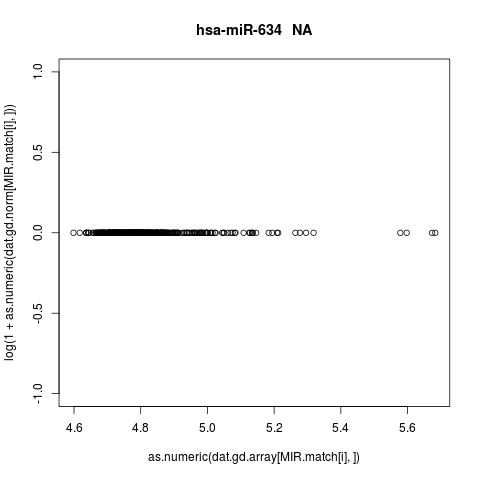 hsa-miR-634 NA
log(1 + as.numeric(dat.gd.norm[MIR.match[i], ]))
1.0
0.5
0.0
-0.5
-1.0
4.6 4.8 5.0 5.2 5.4 5.6
as.numeric(dat.gd.array[MIR.match[i], ])